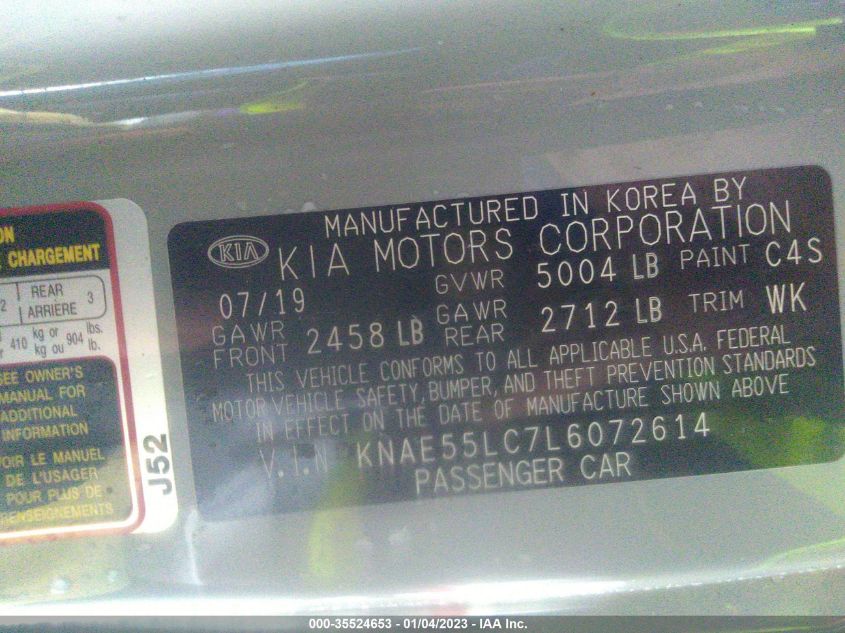 ON
CHARGEMENT
2 REAR
ARRIÈRE 3
410 kg or 904 lbs.
kg ou lb.
SEE OWNER'S
MANUAL FOR
ADDITIONAL
INFORMATION
VOIR LE MANUEL
DE L'USAGER
POUR PLUS DE
RENSEIGNEMENTS
J52
MANUFACTURED IN KOREA BY
KIA KIA MOTORS CORPORATION
07/19 GVWR 5004 LB PAINT C4S
GAWR FRONT 2458 LB GAWR REAR 2712 LB TRIM WK
THIS VEHICLE CONFORMS TO ALL APPLICABLE U.S.A. FEDERAL
MOTOR VEHICLE SAFETY, BUMPER, AND THEFT PREVENTION STANDARDS
IN EFFECT ON THE DATE OF MANUFACTURE SHOWN ABOVE
V.I.N KNAE55LC7L6072614
PASSENGER CAR
000-35524653 - 01/04/2023 - IAA Inc.